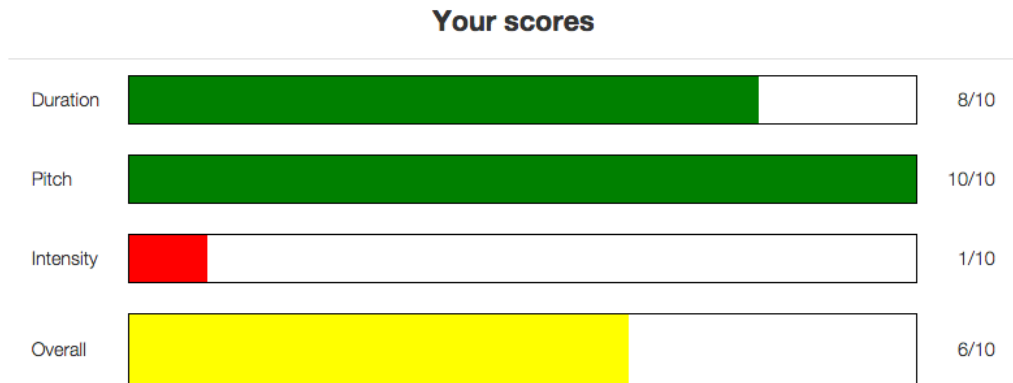 Your scores
Duration 8/10
Pitch 10/10
Intensity 1/10
Overall 6/10